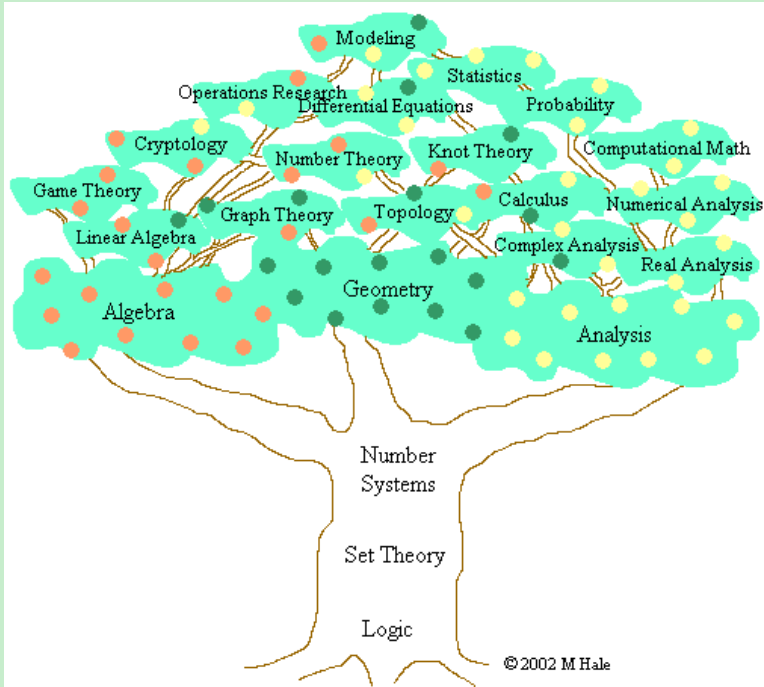 Modeling
Statistics
Operations Research
Differential Equations
Probability
Cryptology
Number Theory
Knot Theory
Computational Math
Game Theory
Graph Theory
Topology
Calculus
Numerical Analysis
Linear Algebra
Complex Analysis
Real Analysis
Algebra
Geometry
Analysis
Number
Systems
Set Theory
Logic
©2002 M Hale